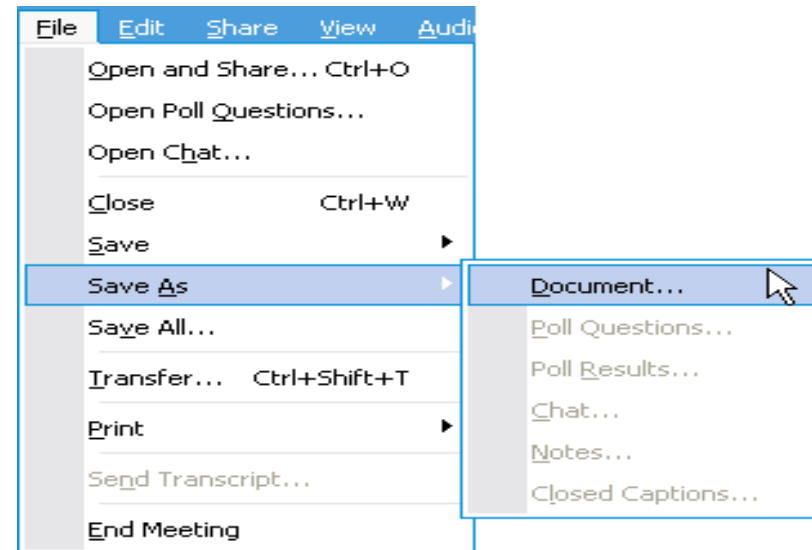 File Edit Share View Audi
Open and Share... Ctrl+O
Open Poll Questions...
Open Chat...
Close Ctrl+W
Save
Save As
Save All...
Transfer... Ctrl+Shift+T
Print
Send Transcript...
End Meeting
Document...
Poll Questions...
Poll Results...
Chat...
Notes...
Closed Captions...